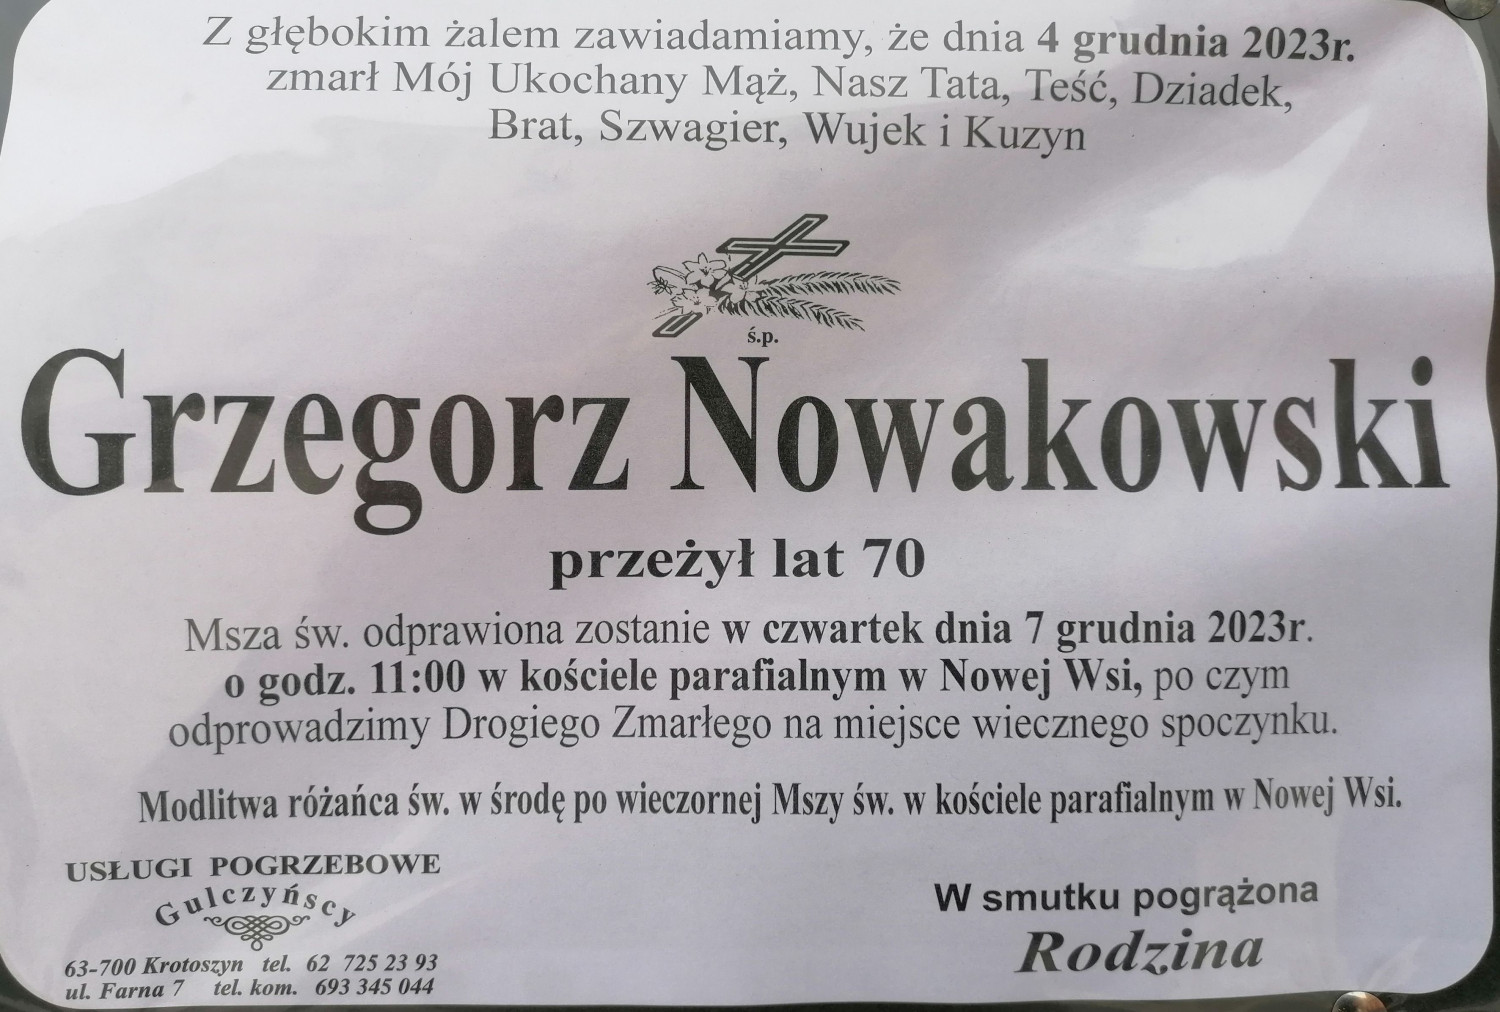 Z głębokim żalem zawiadamiamy, że dnia 4 grudnia 2023r.
zmarł Mój Ukochany Mąż, Nasz Tata, Teść, Dziadek,
Brat, Szwagier, Wujek i Kuzyn
ś.p.
Grzegorz Nowakowski
przeżył lat 70
Msza św. odprawiona zostanie w czwartek dnia 7 grudnia 2023r.
o godz. 11:00 w kościele parafialnym w Nowej Wsi, po czym
odprowadzimy Drogiego Zmarłego na miejsce wiecznego spoczynku.
Modlitwa różańca św. w środę po wieczornej Mszy św. w kościele parafialnym w Nowej Wsi.
USŁUGI POGRZEBOWE
Gulczyńscy
63-700 Krotoszyn tel. 62 725 23 93
ul. Farna 7 tel. kom. 693 345 044
W smutku pogrążona
Rodzina